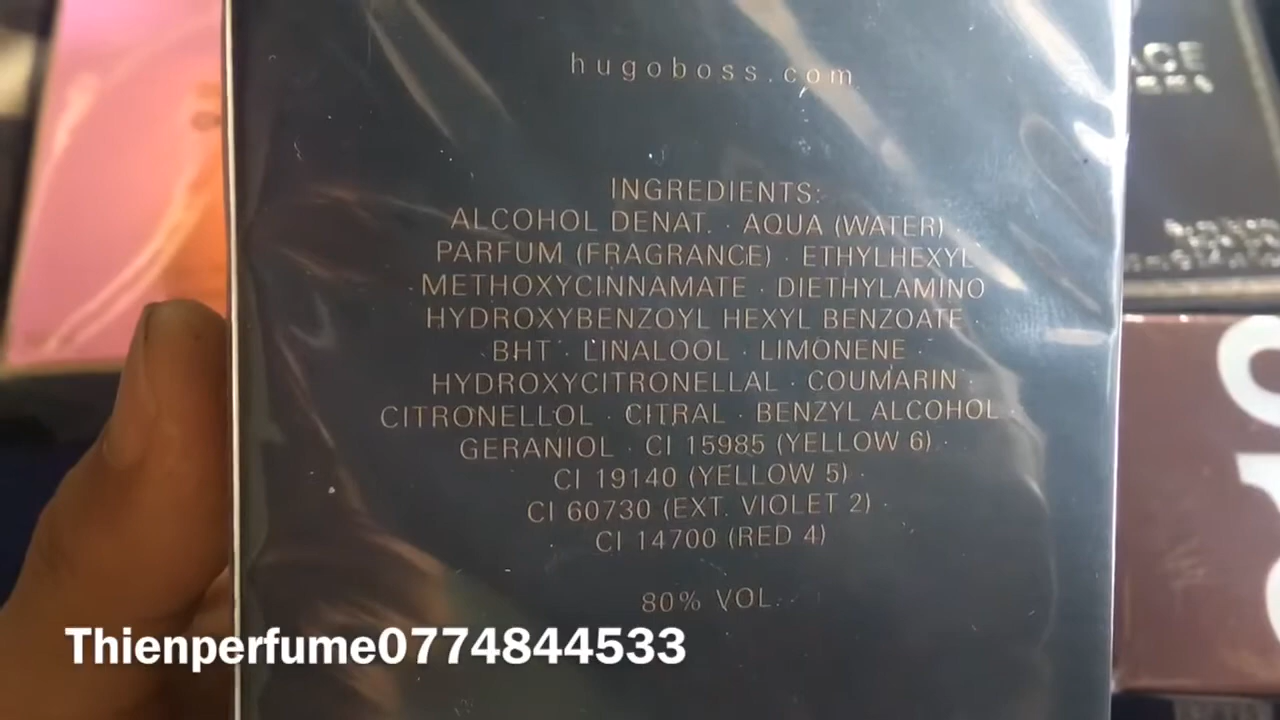 hugoboss.com
INGREDIENTS:
ALCOHOL DENAT. · AQUA (WATER) ·
PARFUM (FRAGRANCE) · ETHYLHEXYL
METHOXYCINNAMATE · DIETHYLAMINO
HYDROXYBENZOYL HEXYL BENZOATE ·
BHT · LINALOOL · LIMONENE ·
HYDROXYCITRONELLAL · COUMARIN ·
CITRONELLOL · CITRAL · BENZYL ALCOHOL ·
GERANIOL · CI 15985 (YELLOW 6) ·
CI 19140 (YELLOW 5) ·
CI 60730 (EXT. VIOLET 2) ·
CI 14700 (RED 4)
80% VOL.
Thienperfume0774844533